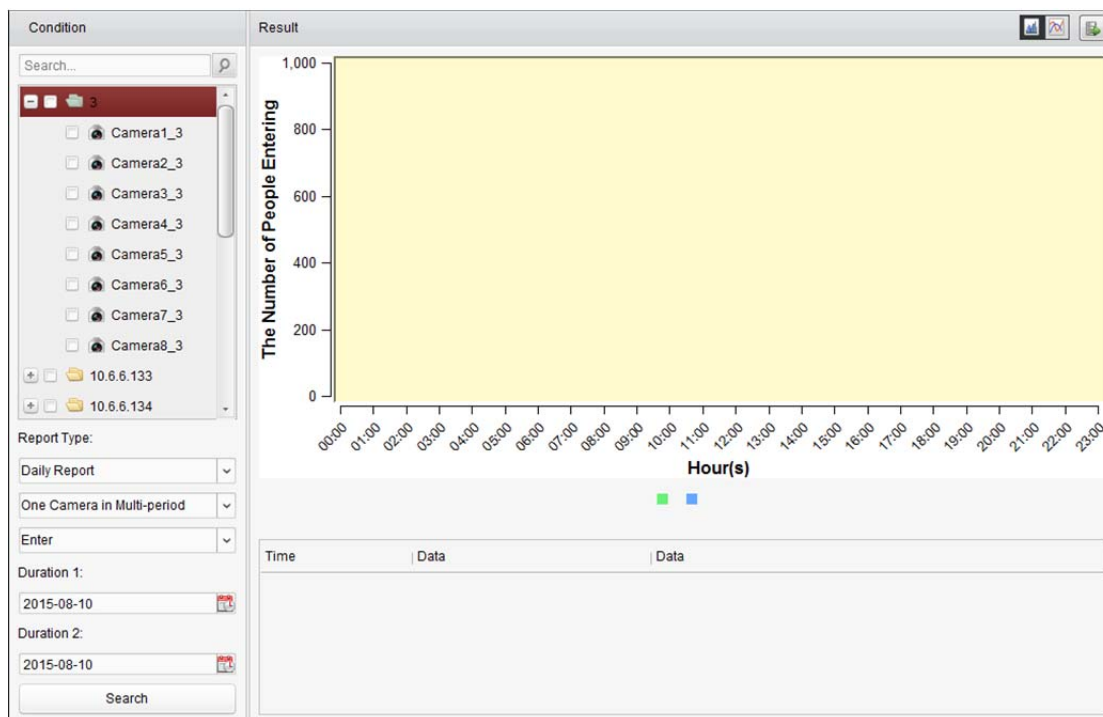 Condition
Search...
3
Camera1_3
Camera2_3
Camera3_3
Camera4_3
Camera5_3
Camera6_3
Camera7_3
Camera8_3
10.6.6.133
10.6.6.134
Report Type:
Daily Report
One Camera in Multi-period
Enter
Duration 1:
2015-08-10
Duration 2:
2015-08-10
Search
Result
The Number of People Entering
1,000
800
600
400
200
0
00:00 01:00 02:00 03:00 04:00 05:00 06:00 07:00 08:00 09:00 10:00 11:00 12:00 13:00 14:00 15:00 16:00 17:00 18:00 19:00 20:00 21:00 22:00 23:00
Hour(s)
Time Data Data